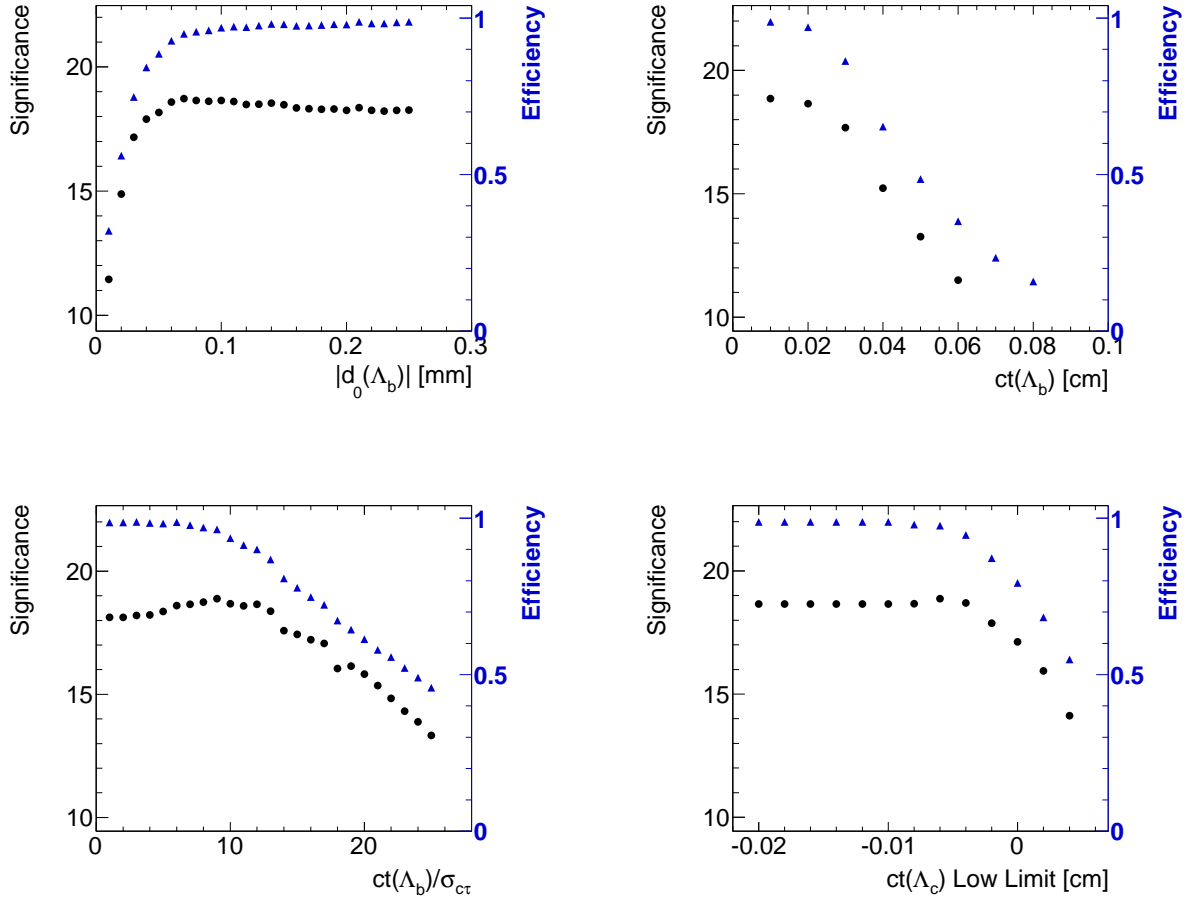 Significance
20
15
10
0 0.1 0.2 0.3
|d0(Λb)| [mm]
Efficiency
1
0.5
0
Significance
20
15
10
0 0.02 0.04 0.06 0.08 0.1
ct(Λb) [cm]
Efficiency
1
0.5
0
Significance
20
15
10
0 10 20
ct(Λb)/σcτ
Efficiency
1
0.5
0
Significance
20
15
10
-0.02 -0.01 0
ct(Λc) Low Limit [cm]
Efficiency
1
0.5
0